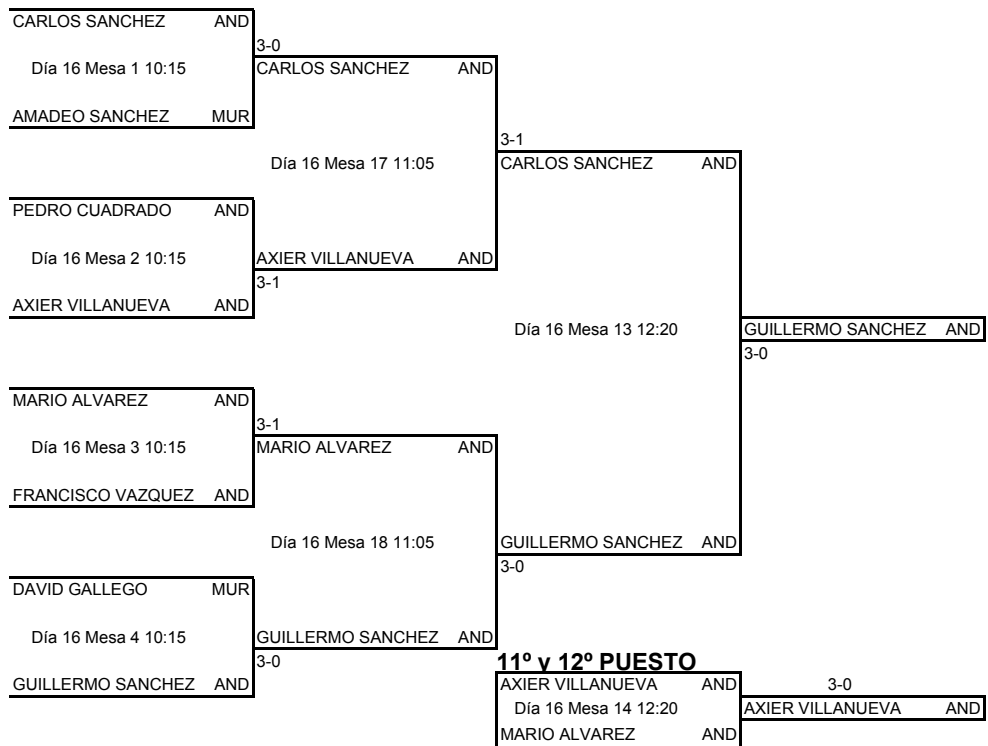 CARLOS SANCHEZ AND
3-0
Día 16 Mesa 1 10:15
CARLOS SANCHEZ AND
AMADEO SANCHEZ MUR
3-1
Día 16 Mesa 17 11:05
CARLOS SANCHEZ AND
PEDRO CUADRADO AND
Día 16 Mesa 2 10:15
AXIER VILLANUEVA AND
3-1
AXIER VILLANUEVA AND
Día 16 Mesa 13 12:20
GUILLERMO SANCHEZ AND
3-0
MARIO ALVAREZ AND
3-1
Día 16 Mesa 3 10:15
MARIO ALVAREZ AND
FRANCISCO VAZQUEZ AND
Día 16 Mesa 18 11:05
GUILLERMO SANCHEZ AND
3-0
DAVID GALLEGO MUR
Día 16 Mesa 4 10:15
GUILLERMO SANCHEZ AND
3-0
GUILLERMO SANCHEZ AND
11º y 12º PUESTO
AXIER VILLANUEVA AND
3-0
Día 16 Mesa 14 12:20
AXIER VILLANUEVA AND
MARIO ALVAREZ AND